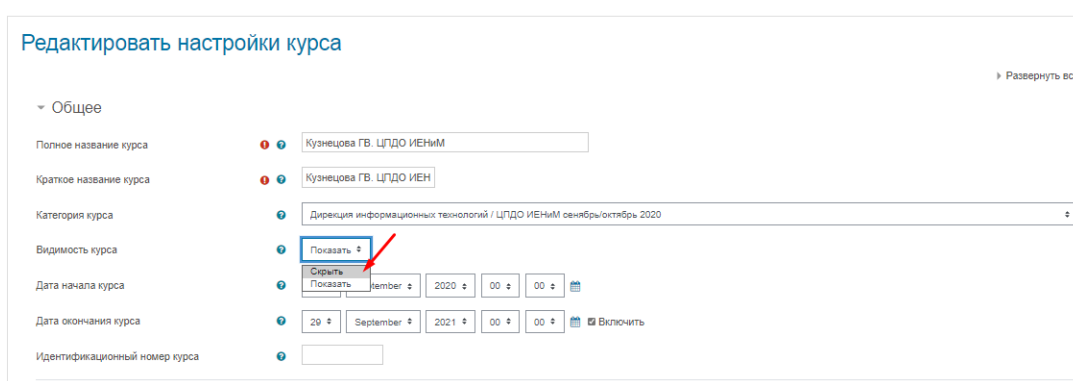 Редактировать настройки курса
Развернуть вс
Общее
Полное название курса Кузнецова ГВ. ЦПДО ИЕНиМ
Краткое название курса Кузнецова ГВ. ЦПДО ИЕН
Категория курса Дирекция информационных технологий / ЦПДО ИЕНиМ сенябрь/октябрь 2020
Видимость курса Показать
Скрыть
Показать
Дата начала курса tember 2020 00 00
Дата окончания курса 29 September 2021 00 00 Включить
Идентификационный номер курса